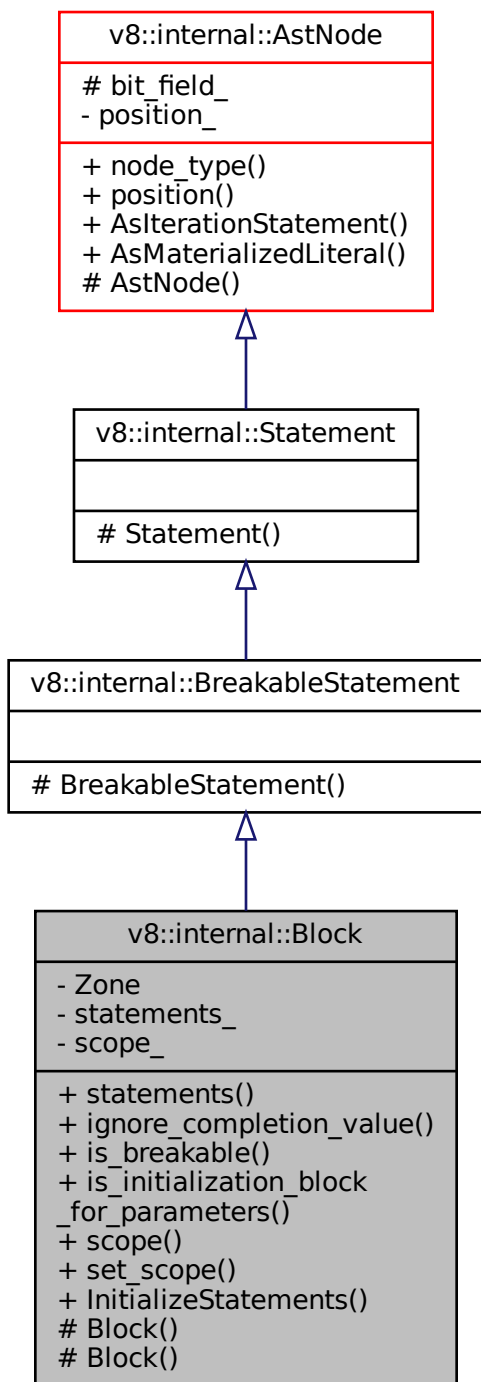 v8::internal::AstNode
# bit_field_
- position_
+ node_type()
+ position()
+ AsIterationStatement()
+ AsMaterializedLiteral()
# AstNode()
v8::internal::Statement
# Statement()
v8::internal::BreakableStatement
# BreakableStatement()
v8::internal::Block
- Zone
- statements_
- scope_
+ statements()
+ ignore_completion_value()
+ is_breakable()
+ is_initialization_block
_for_parameters()
+ scope()
+ set_scope()
+ InitializeStatements()
# Block()
# Block()